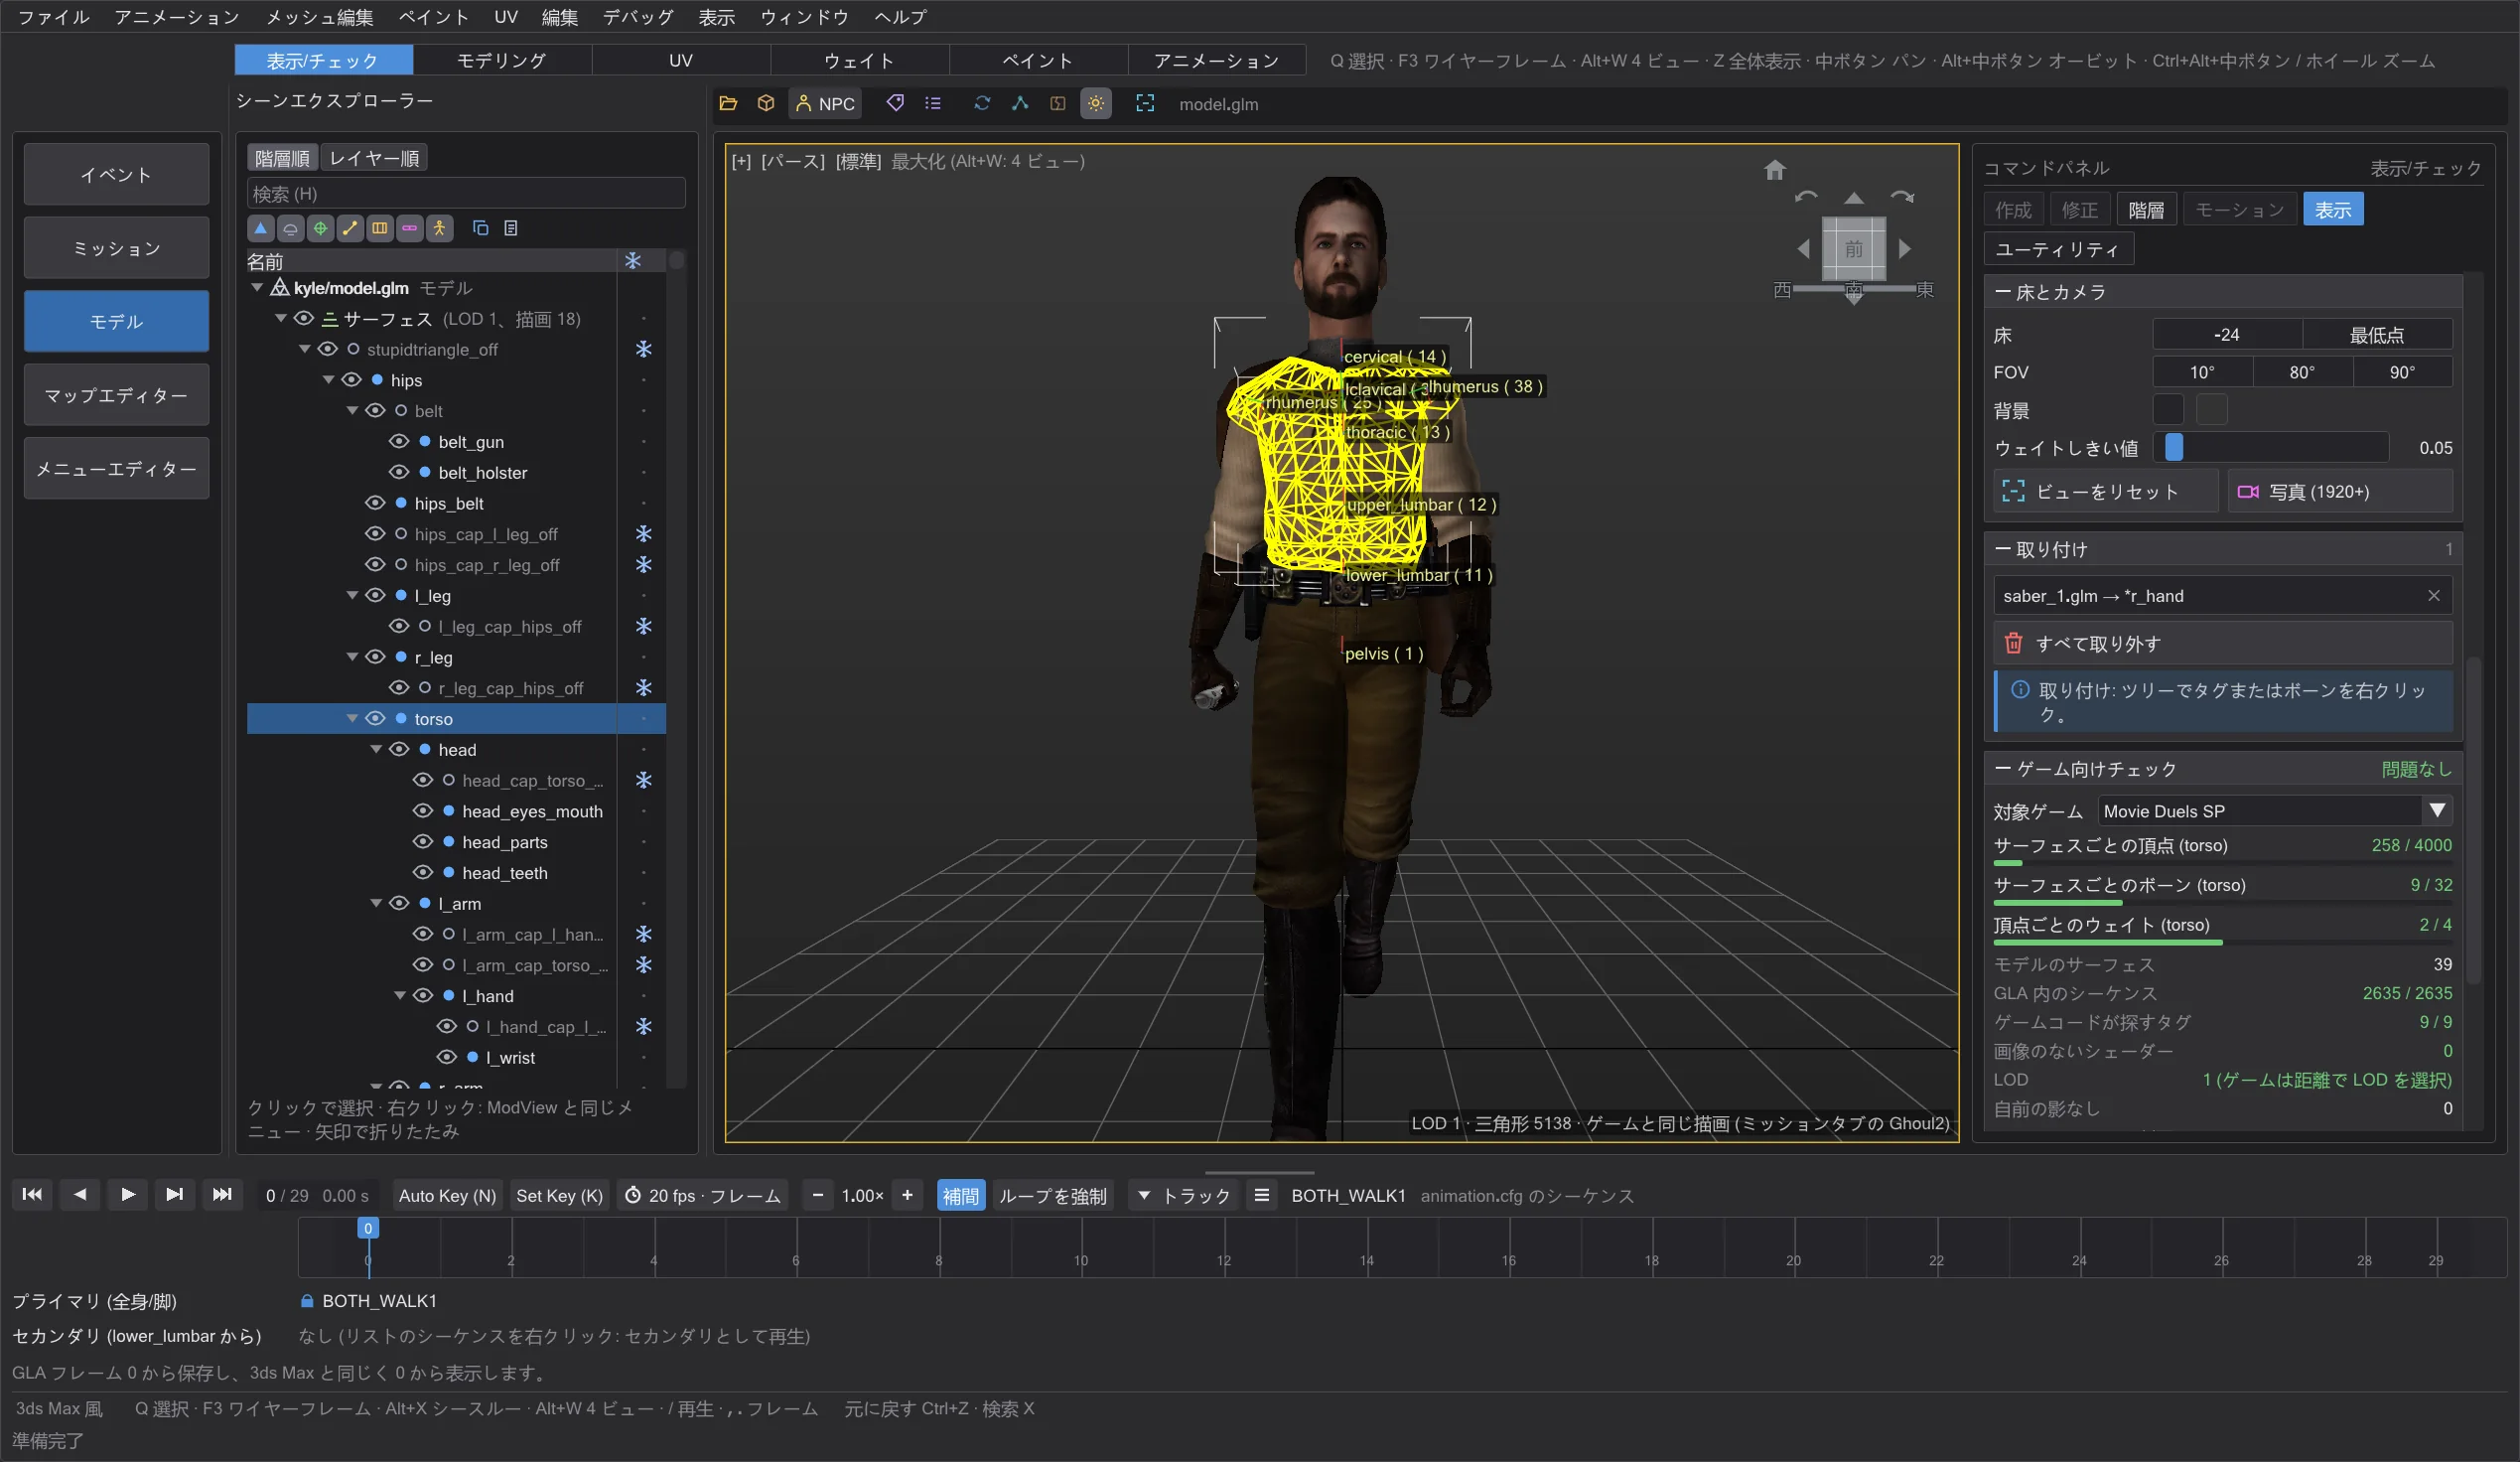 ファイル アニメーション メッシュ編集 ペイント UV 編集 デバッグ 表示 ウィンドウ ヘルプ
表示/チェック モデリング UV ウェイト ペイント アニメーション Q 選択 · F3 ワイヤーフレーム · Alt+W 4 ビュー · Z 全体表示 · 中ボタン パン · Alt+中ボタン オービット · Ctrl+Alt+中ボタン / ホイール ズーム
シーンエクスプローラー
NPC model.glm
イベント
ミッション
モデル
マップエディター
メニューエディター
階層順 レイヤー順
検索 (H)
名前
kyle/model.glm モデル
サーフェス (LOD 1、描画 18)
stupidtriangle_off
hips
belt
belt_gun
belt_holster
hips_belt
hips_cap_l_leg_off
hips_cap_r_leg_off
l_leg
l_leg_cap_hips_off
r_leg
r_leg_cap_hips_off
torso
head
head_cap_torso_...
head_eyes_mouth
head_parts
head_teeth
l_arm
l_arm_cap_l_han...
l_arm_cap_torso_...
l_hand
l_hand_cap_l_...
l_wrist
r_arm
クリックで選択 · 右クリック: ModView と同じメ
ニュー · 矢印で折りたたみ
[+] [パース] [標準] 最大化 (Alt+W: 4 ビュー)
前
西 南 東
cervical ( 14 )
lclavical ( 3
lhumerus ( 38 )
rhumerus ( 25 )
thoracic ( 13 )
upper_lumbar ( 12 )
lower_lumbar ( 11 )
pelvis ( 1 )
LOD 1 · 三角形 5138 · ゲームと同じ描画 (ミッションタブの Ghoul2)
コマンドパネル 表示/チェック
作成 修正 階層 モーション 表示
ユーティリティ
床とカメラ
床 -24 最低点
FOV 10° 80° 90°
背景
ウェイトしきい値 0.05
ビューをリセット 写真 (1920+)
取り付け 1
saber_1.glm → *r_hand
すべて取り外す
取り付け: ツリーでタグまたはボーンを右クリッ
ク。
ゲーム向けチェック 問題なし
対象ゲーム Movie Duels SP
サーフェスごとの頂点 (torso) 258 / 4000
サーフェスごとのボーン (torso) 9 / 32
頂点ごとのウェイト (torso) 2 / 4
モデルのサーフェス 39
GLA 内のシーケンス 2635 / 2635
ゲームコードが探すタグ 9 / 9
画像のないシェーダー 0
LOD 1 (ゲームは距離で LOD を選択)
自前の影なし 0
0 / 29 0.00 s Auto Key (N) Set Key (K) 20 fps · フレーム − 1.00× + 補間 ループを強制 トラック BOTH_WALK1 animation.cfg のシーケンス
0
0 2 4 6 8 10 12 14 16 18 20 22 24 26 28 29
プライマリ (全身/脚) BOTH_WALK1
セカンダリ (lower_lumbar から) なし (リストのシーケンスを右クリック: セカンダリとして再生)
GLA フレーム 0 から保存し、3ds Max と同じく 0 から表示します。
3ds Max 風 Q 選択 · F3 ワイヤーフレーム · Alt+X シースルー · Alt+W 4 ビュー · / 再生 · , . フレーム 元に戻す Ctrl+Z · 検索 X
準備完了